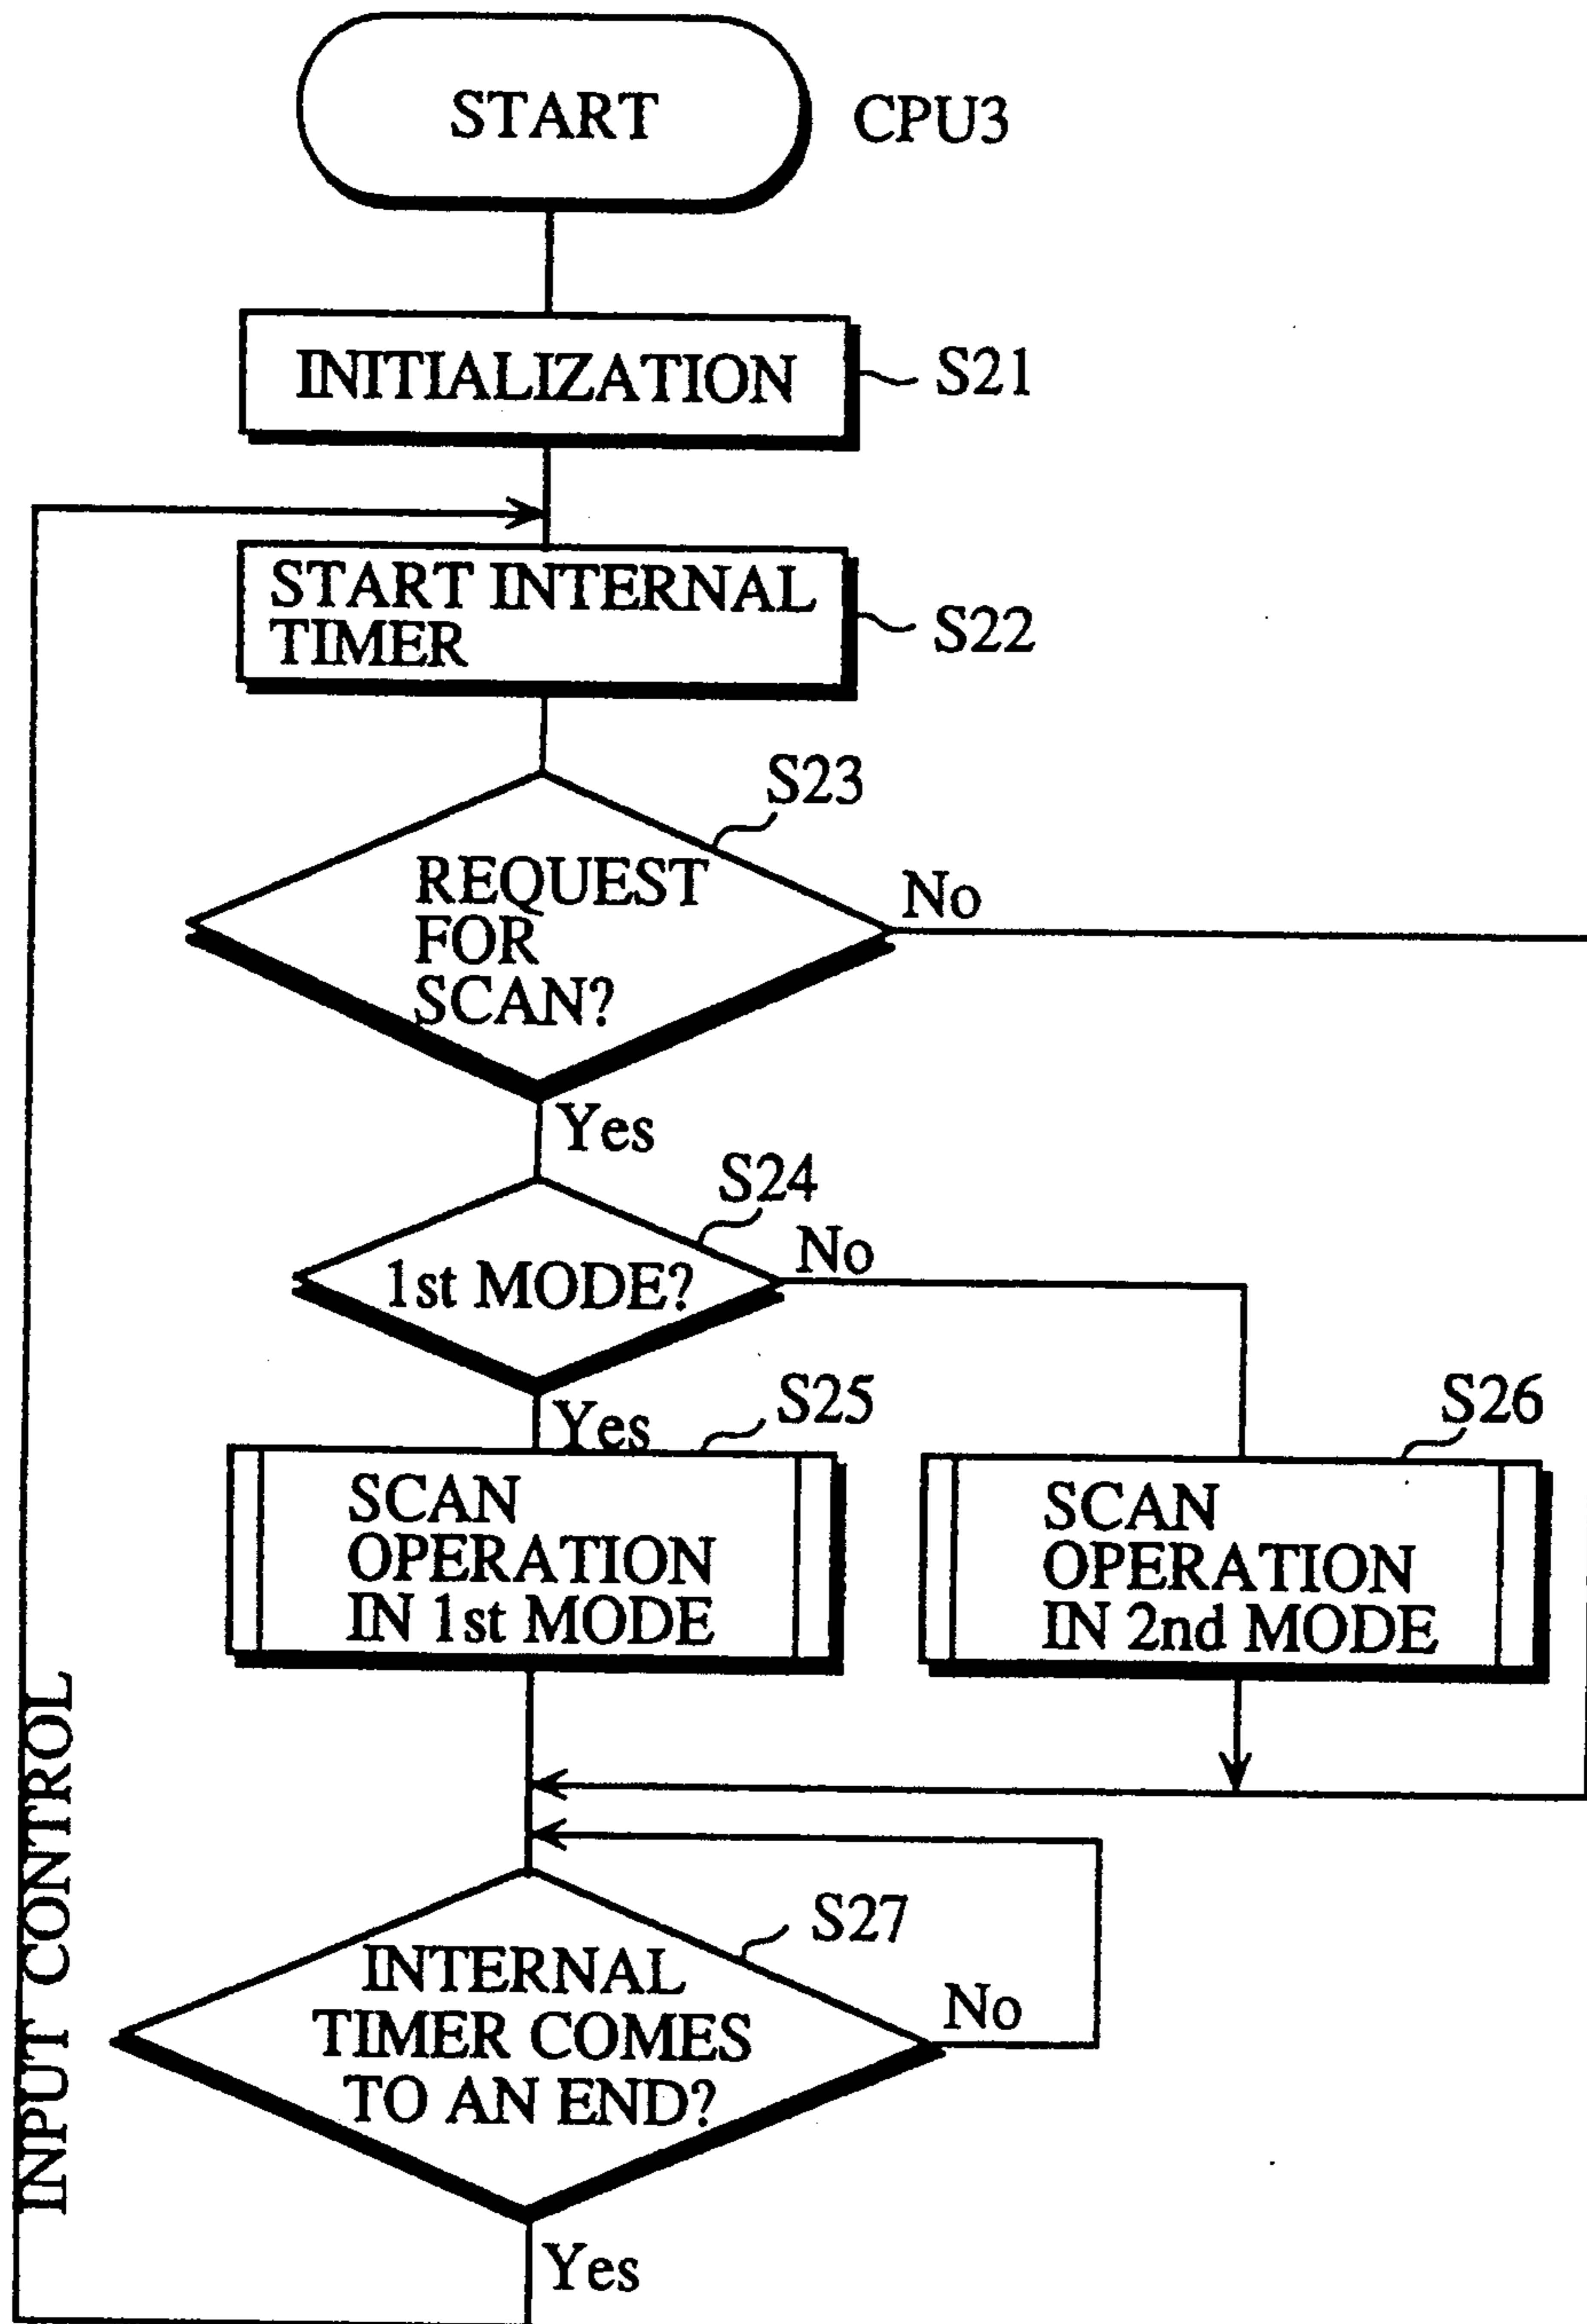 START
CPU3
INITIALIZATION
S21
START INTERNAL
TIMER
S22
S23
REQUEST
FOR
SCAN?
No
Yes
S24
1st MODE?
No
Yes
S25
SCAN
OPERATION
IN 1st MODE
S26
SCAN
OPERATION
IN 2nd MODE
S27
INTERNAL
TIMER COMES
TO AN END?
No
Yes
INPUT CONTROL